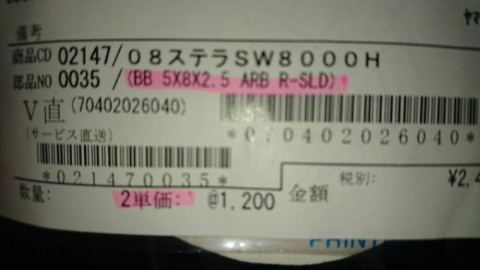 備考
商品CD 02147/08ステラSW8000H
部品NO 0035 /(BB 5X8X2.5 ARB R-SLD)
V直(70402026040)
(サービス直送)
*070402026040*
*0214700035*
税別: ¥2,4
数量: 2単価: @1.200 金額